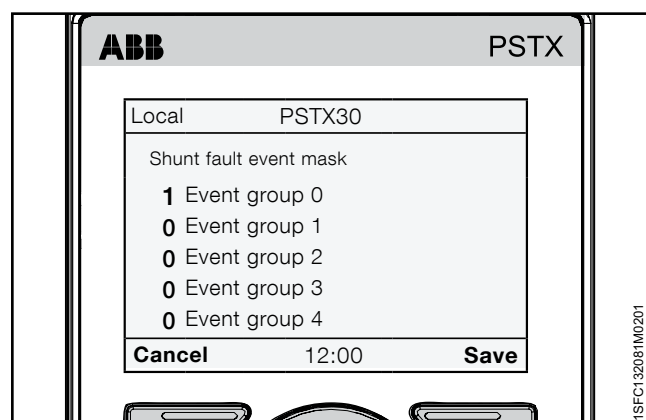 ABB PSTX
Local PSTX30
Shunt fault event mask
1 Event group 0
0 Event group 1
0 Event group 2
0 Event group 3
0 Event group 4
Cancel 12:00 Save
1SFC132081M0201